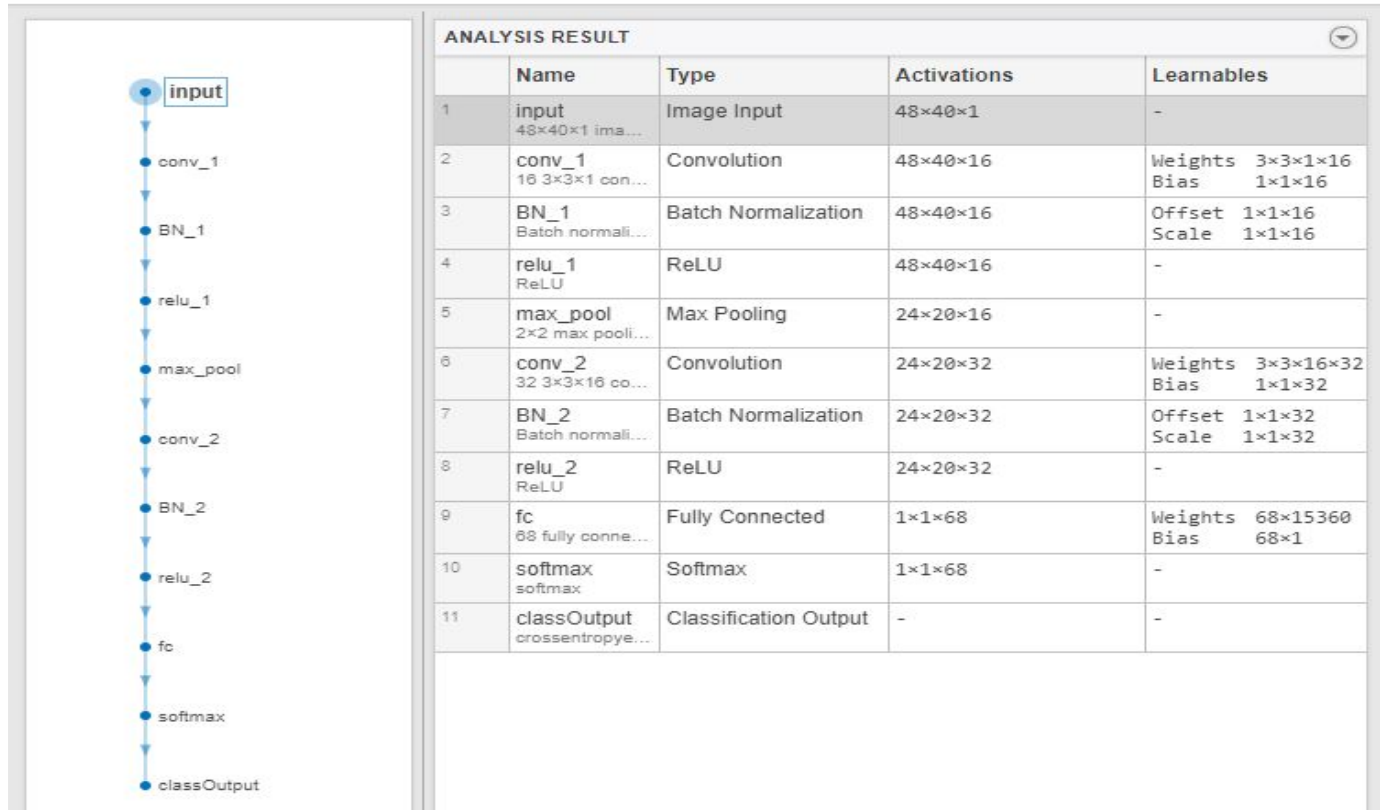 input
conv_1
BN_1
relu_1
max_pool
conv_2
BN_2
relu_2
fc
softmax
classOutput
ANALYSIS RESULT
Name Type Activations Learnables
1 input Image Input 48×40×1 -
48×40×1 ima...
2 conv_1 Convolution 48×40×16 Weights 3×3×1×16
16 3×3×1 con... Bias 1×1×16
3 BN_1 Batch Normalization 48×40×16 Offset 1×1×16
Batch normali... Scale 1×1×16
4 relu_1 ReLU 48×40×16 -
ReLU
5 max_pool Max Pooling 24×20×16 -
2×2 max pooli...
6 conv_2 Convolution 24×20×32 Weights 3×3×16×32
32 3×3×16 co... Bias 1×1×32
7 BN_2 Batch Normalization 24×20×32 Offset 1×1×32
Batch normali... Scale 1×1×32
8 relu_2 ReLU 24×20×32 -
ReLU
9 fc Fully Connected 1×1×68 Weights 68×15360
68 fully conne... Bias 68×1
10 softmax Softmax 1×1×68 -
softmax
11 classOutput Classification Output - -
crossentropye...